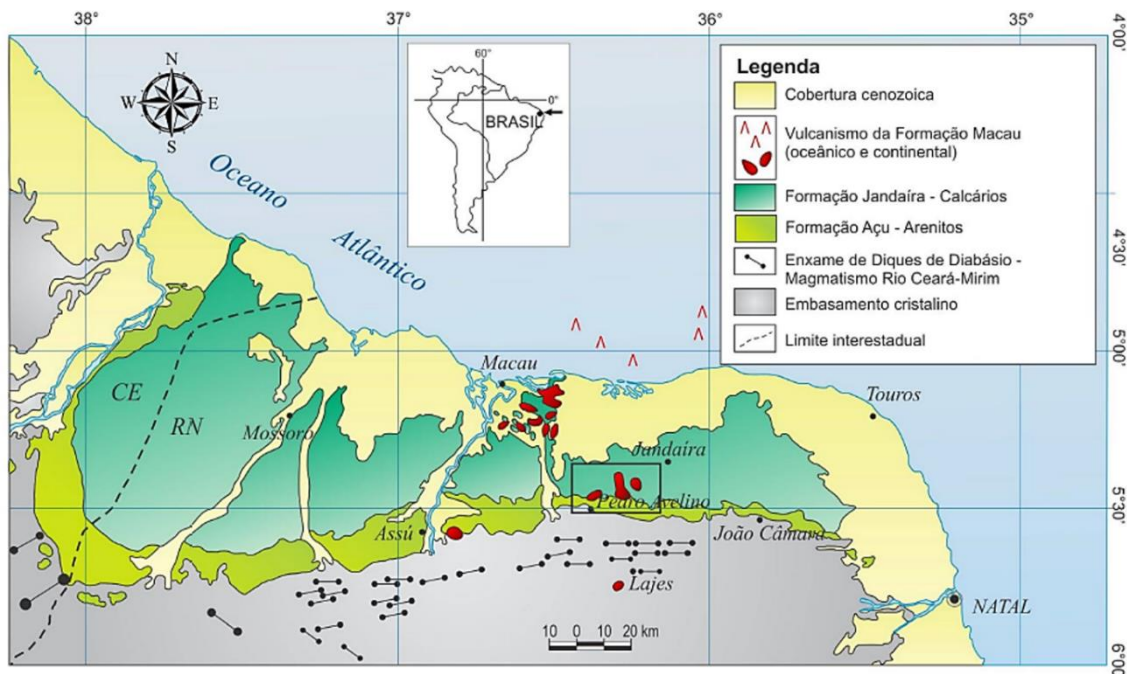 38°
37°
36°
35°
4°00'
4°30'
5°00'
5°30'
6°00'
N
W
E
S
60°
0°
BRASIL
Oceano
Atlântico
Legenda
Cobertura cenozoica
Vulcanismo da Formação Macau
(oceânico e continental)
Formação Jandaíra - Calcários
Formação Açu - Arenitos
Enxame de Diques de Diabásio -
Magmatismo Rio Ceará-Mirim
Embasamento cristalino
Limite interestadual
Macau
Touros
CE
RN
Mossoro
Jandaíra
Pedro Avelino
Assú
João Câmara
Lajes
NATAL
10 0 10 20 km